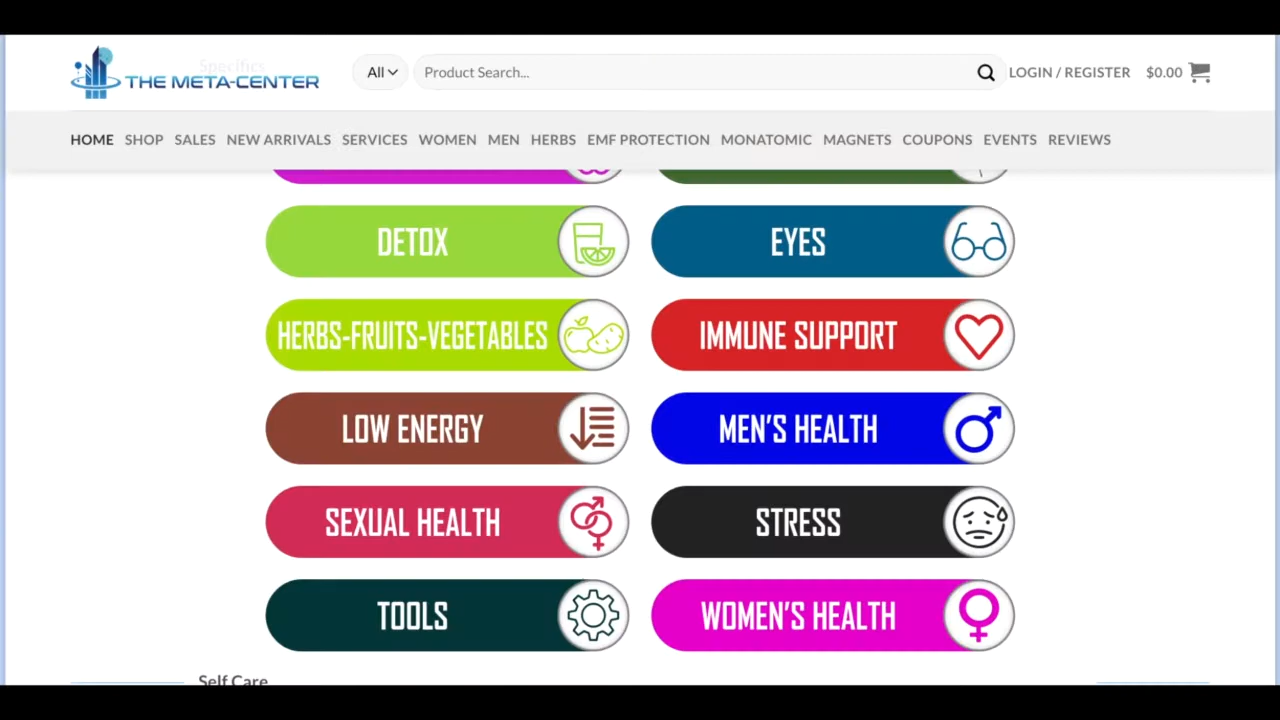 Specifics
THE META-CENTER
All
Product Search...
LOGIN / REGISTER
$0.00
HOME SHOP SALES NEW ARRIVALS SERVICES WOMEN MEN HERBS EMF PROTECTION MONATOMIC MAGNETS COUPONS EVENTS REVIEWS
DETOX
EYES
HERBS-FRUITS-VEGETABLES
IMMUNE SUPPORT
LOW ENERGY
MEN'S HEALTH
SEXUAL HEALTH
STRESS
TOOLS
WOMEN'S HEALTH
Self Care